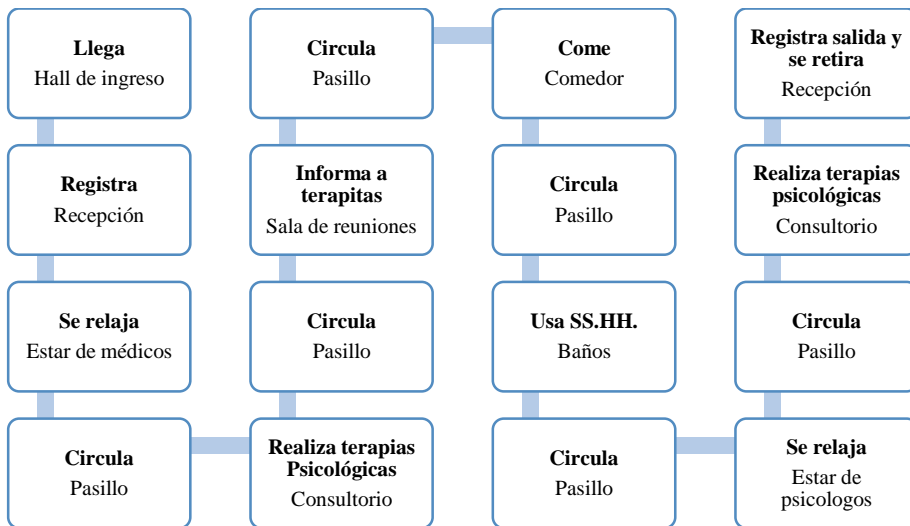 Llega
Hall de ingreso
Registra
Recepción
Se relaja
Estar de médicos
Circula
Pasillo
Realiza terapias
Psicológicas
Consultorio
Circula
Pasillo
Informa a
terapitas
Sala de reuniones
Circula
Pasillo
Come
Comedor
Circula
Pasillo
Usa SS.HH.
Baños
Circula
Pasillo
Se relaja
Estar de
psicologos
Circula
Pasillo
Realiza terapias
psicológicas
Consultorio
Registra salida y
se retira
Recepción